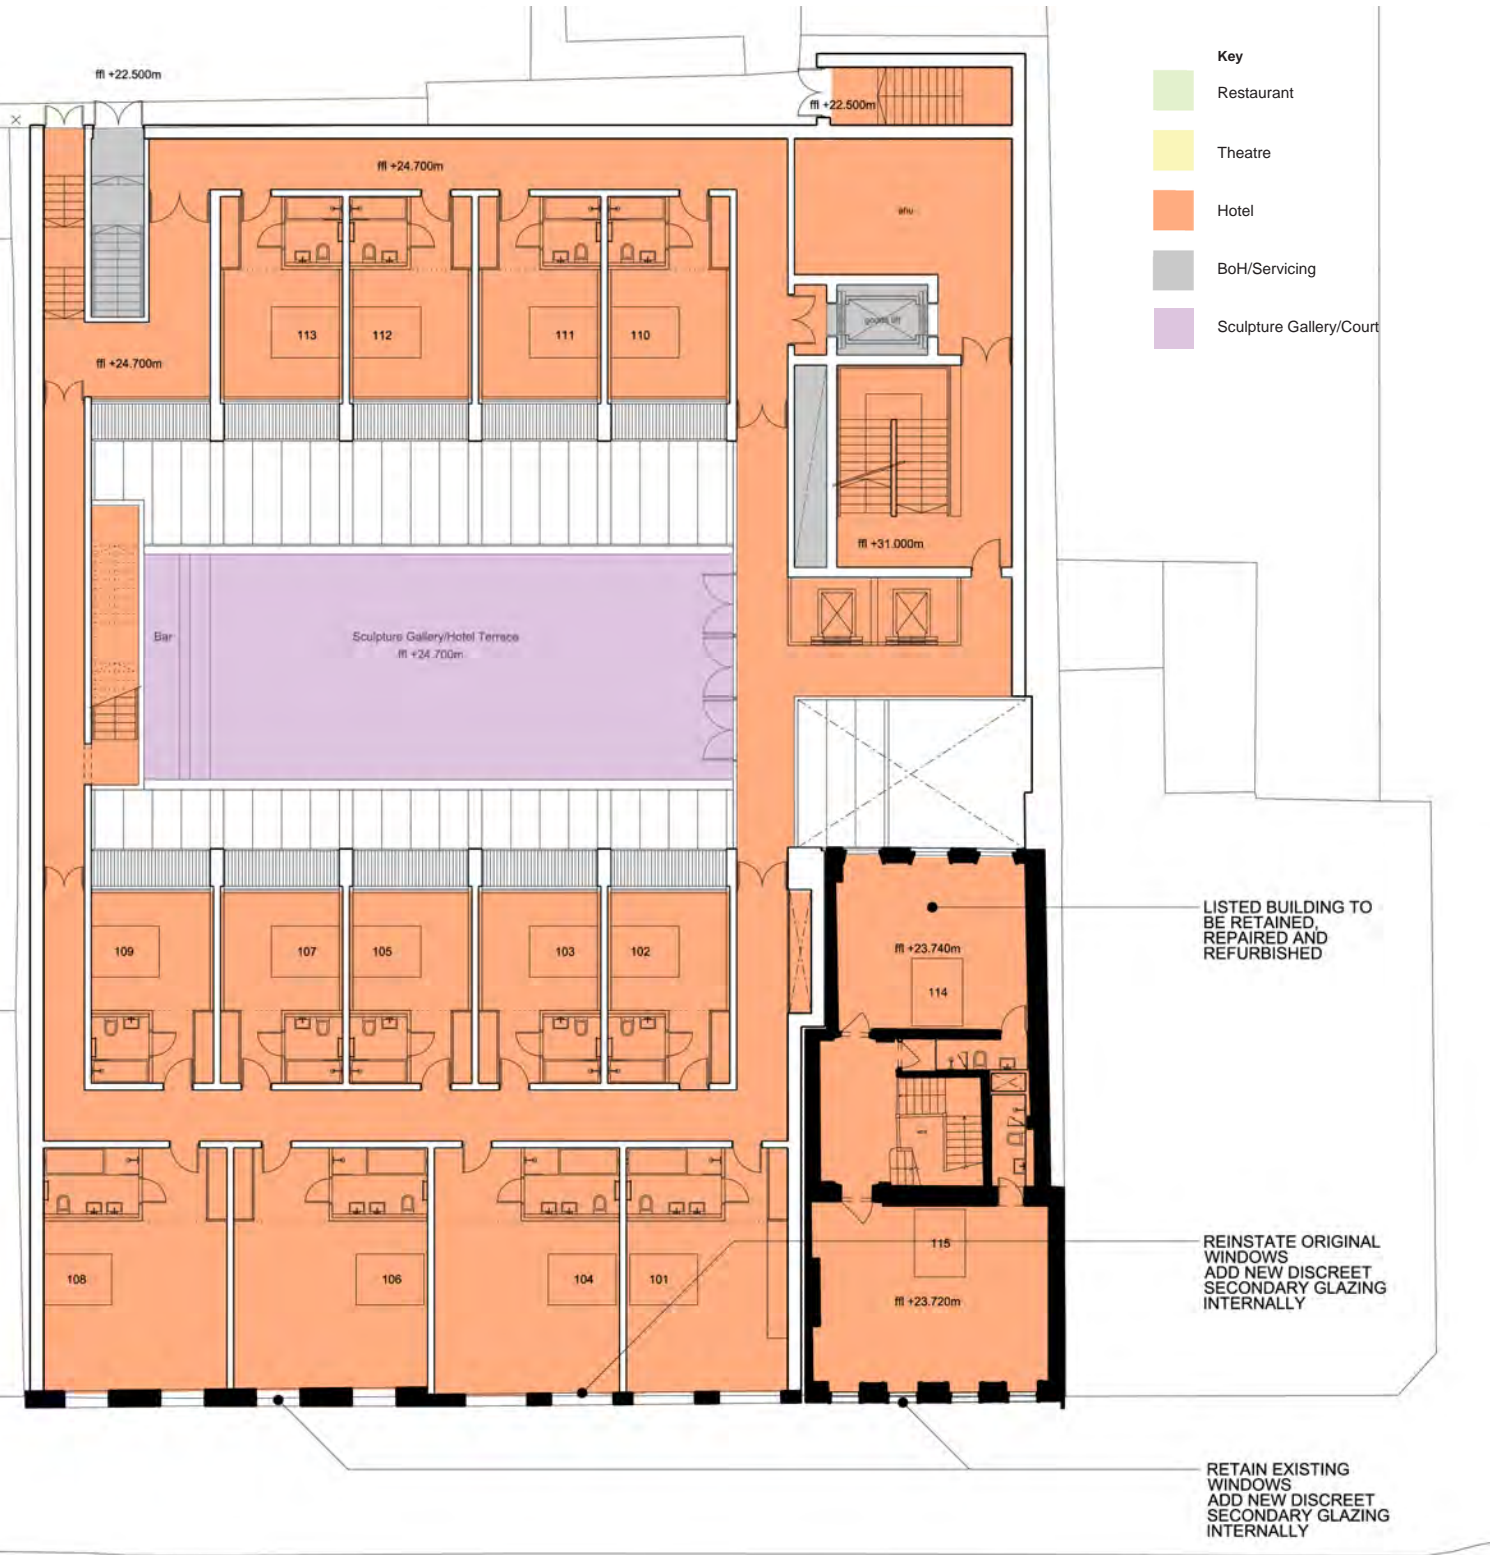 Key
Restaurant
Theatre
Hotel
BoH/Servicing
Sculpture Gallery/Court
ffl +22.500m
ffl +22.500m
ffl +24.700m
ahu
goods lift
113
112
111
110
ffl +24.700m
ffl +31.000m
Bar
Sculpture Gallery/Hotel Terrace
ffl +24.700m
109
107
105
103
102
ffl +23.740m
114
LISTED BUILDING TO
BE RETAINED,
REPAIRED AND
REFURBISHED
108
106
104
101
115
ffl +23.720m
REINSTATE ORIGINAL
WINDOWS
ADD NEW DISCREET
SECONDARY GLAZING
INTERNALLY
RETAIN EXISTING
WINDOWS
ADD NEW DISCREET
SECONDARY GLAZING
INTERNALLY